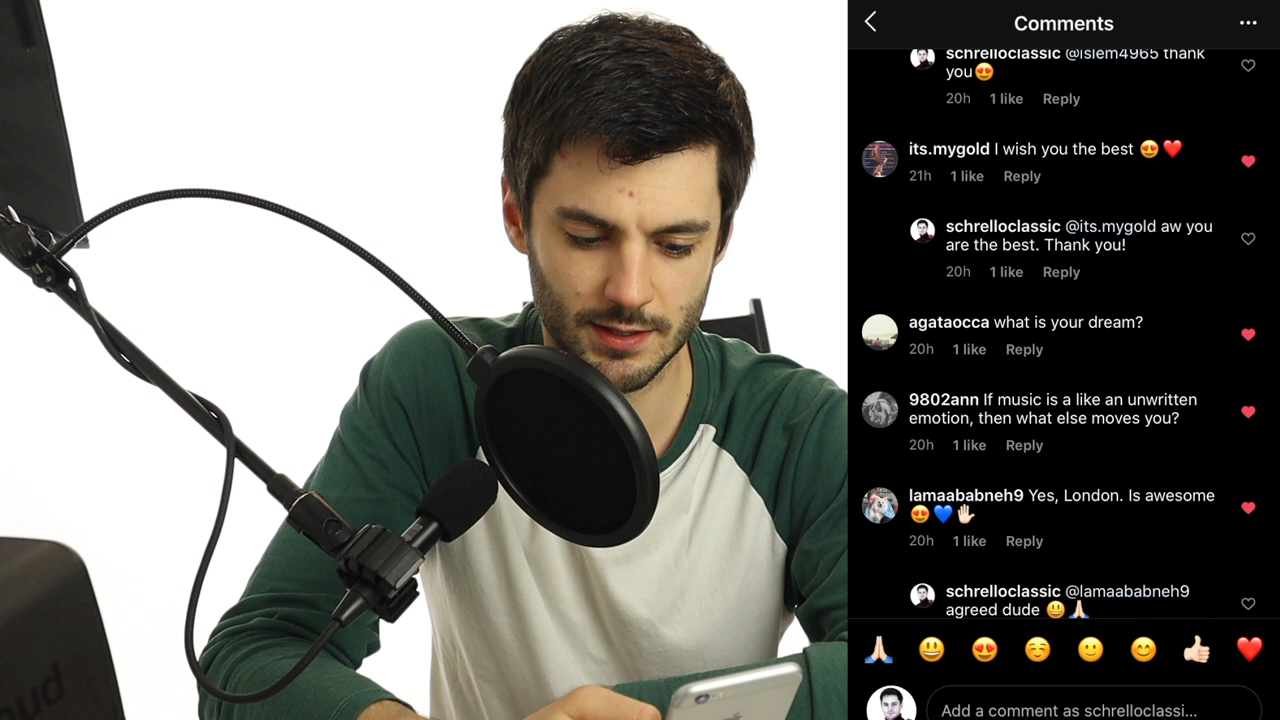 Comments
schrelloclassic @islem4965 thank
you😍
20h 1 like Reply
its.mygold I wish you the best 😍 ❤️
21h 1 like Reply
schrelloclassic @its.mygold aw you
are the best. Thank you!
20h 1 like Reply
agataocca what is your dream?
20h 1 like Reply
9802ann If music is a like an unwritten
emotion, then what else moves you?
20h 1 like Reply
lamaababneh9 Yes, London. Is awesome
😍💙🖐🏻
20h 1 like Reply
schrelloclassic @lamaababneh9
agreed dude 😃🙏🏻
🙏🏻 😃 😍 ☺️ 🙂 😊 👍🏻 ❤️
Add a comment as schrelloclassi...